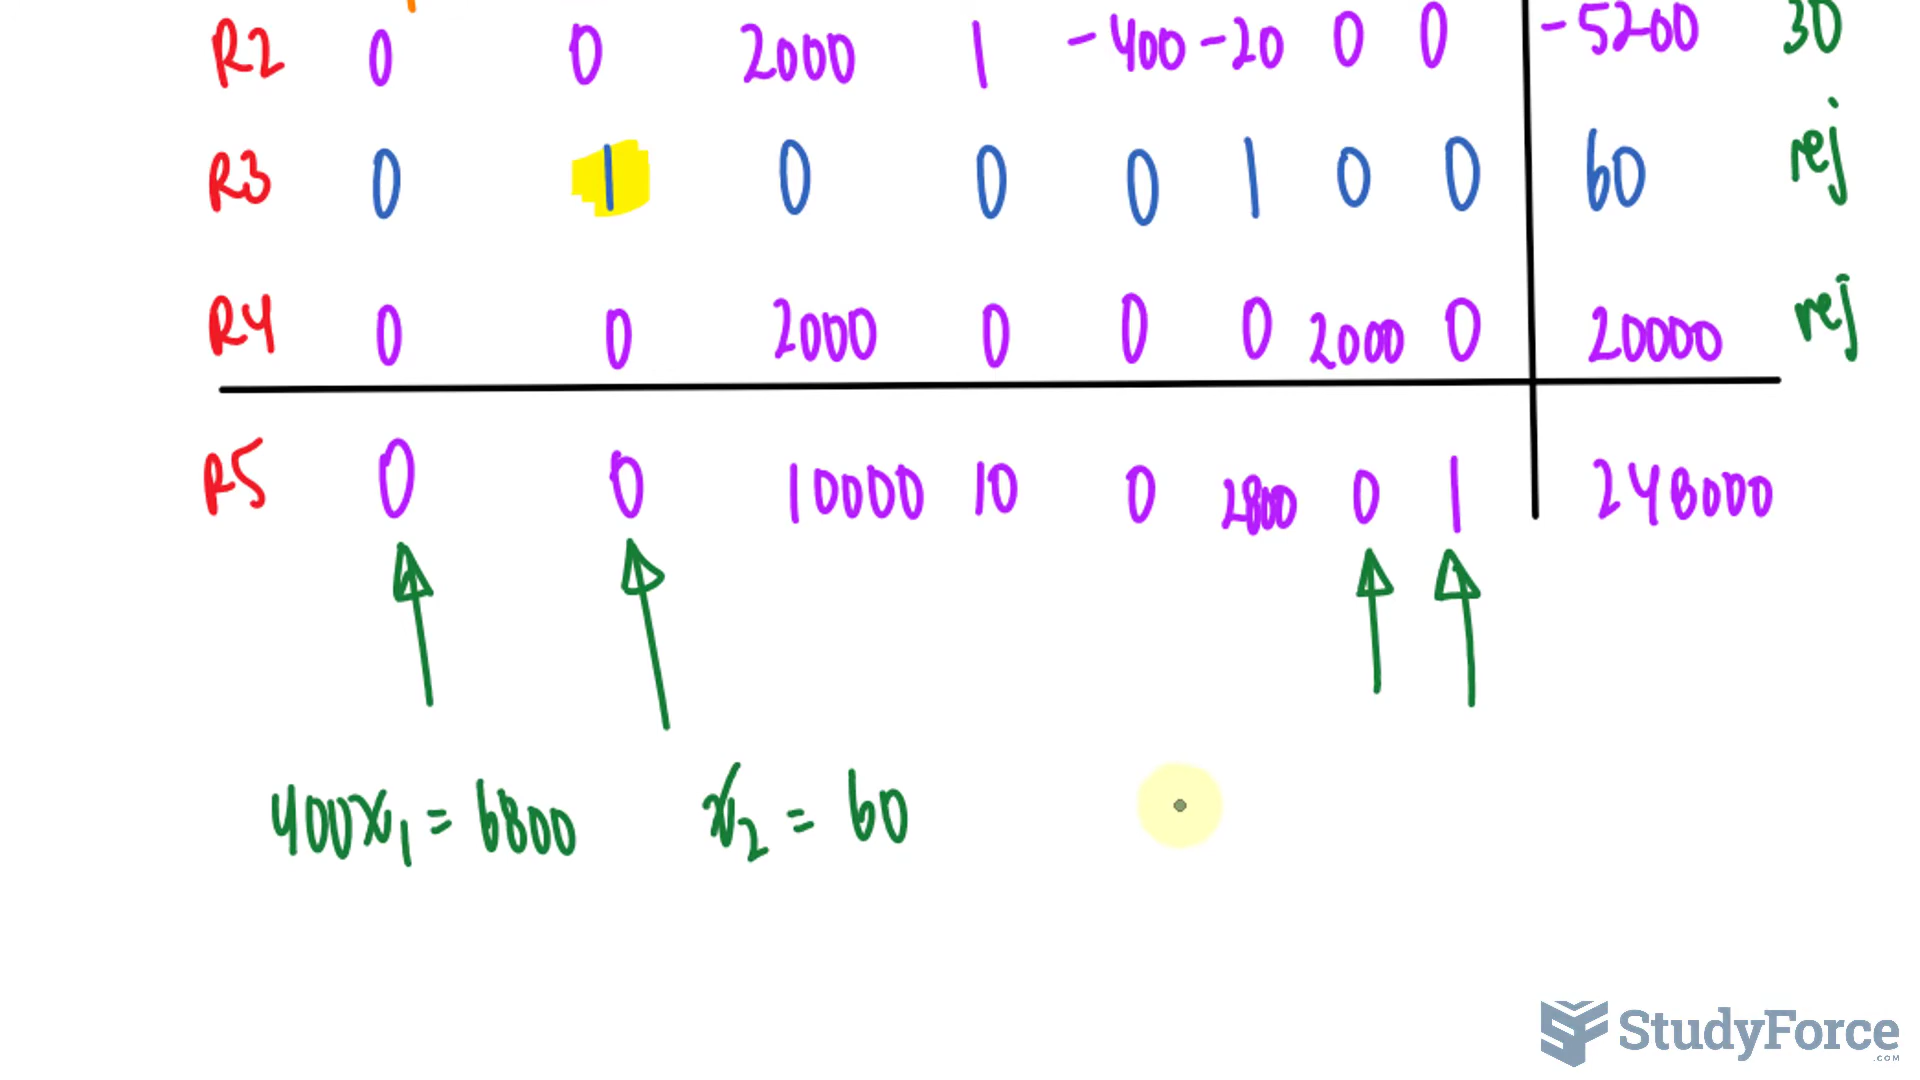 R2 0 0 2000 1 -400 -20 0 0 -5200 30
R3 0 1 0 0 0 1 0 0 60 rej
R4 0 0 2000 0 0 0 2000 0 20000 rej
R5 0 0 10000 10 0 2800 0 1 248000
400x₁ = 6800 x₂ = 60
StudyForce
.COM